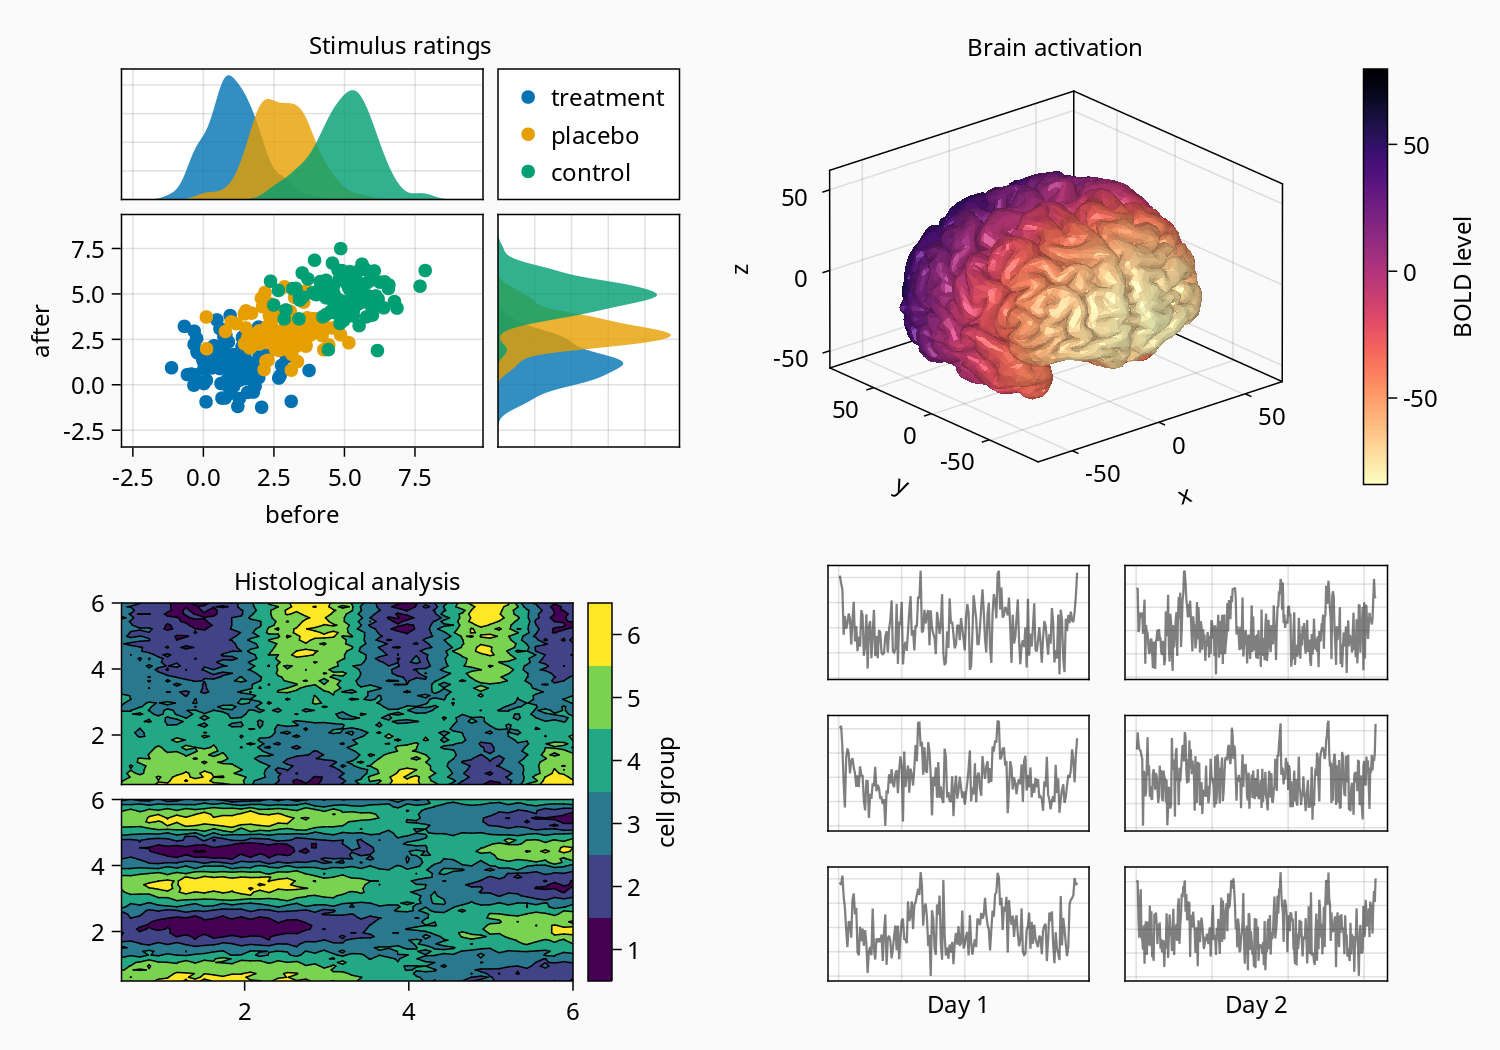 Stimulus ratings
treatment
placebo
control
7.5
5.0
2.5
0.0
-2.5
after
-2.5 0.0 2.5 5.0 7.5
before
Brain activation
50
0
-50
z
50
0
-50
y
-50
0
50
x
50
0
-50
BOLD level
Histological analysis
6
4
2
6
4
2
2 4 6
6
5
4
3
2
1
cell group
Day 1
Day 2